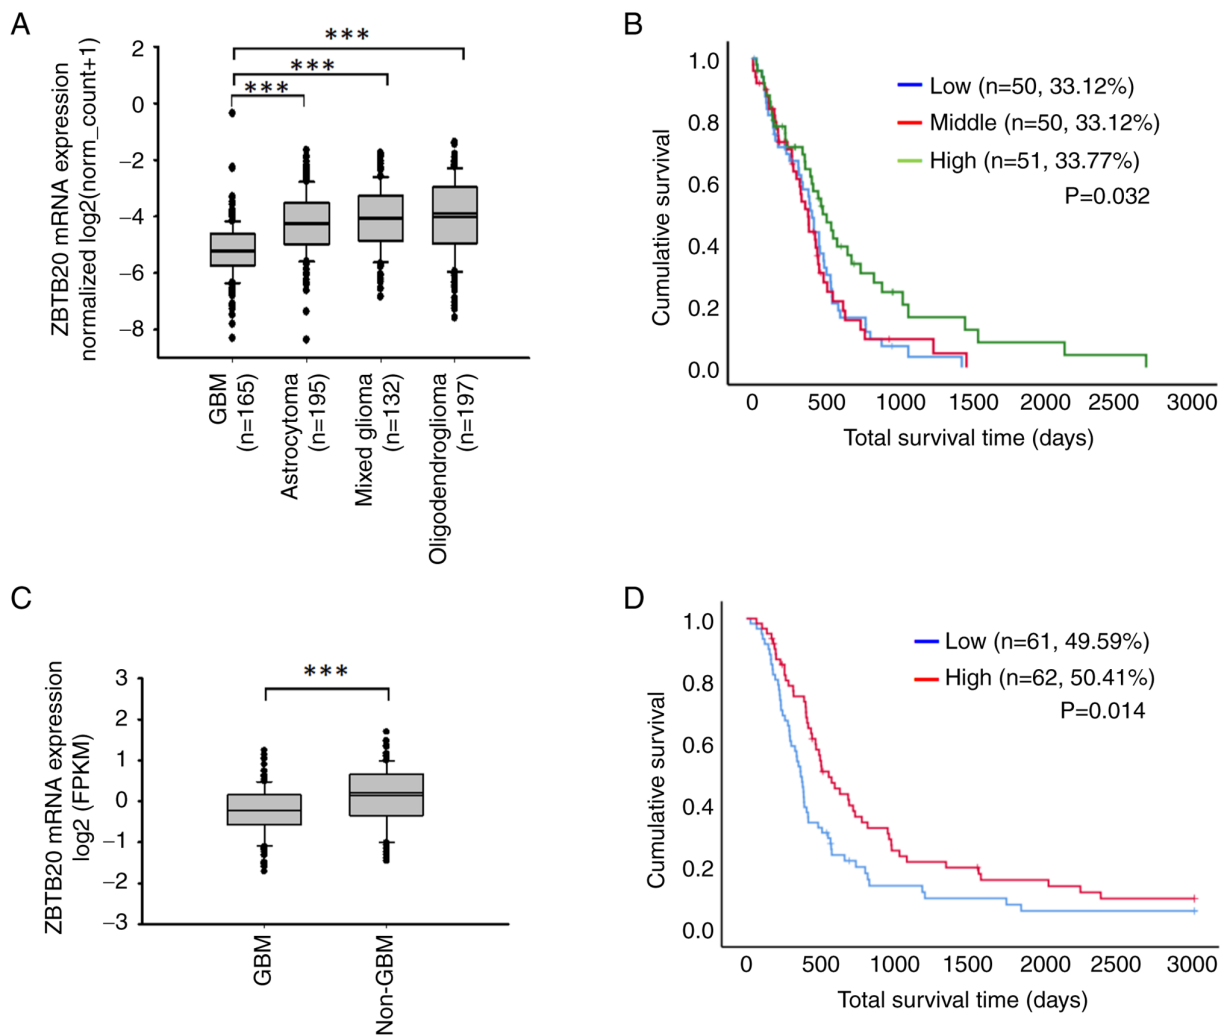 A
ZBTB20 mRNA expression
normalized log2(norm_count+1)
2
0
−2
−4
−6
−8
***
***
***
GBM
(n=165)
Astrocytoma
(n=195)
Mixed glioma
(n=132)
Oligodendroglioma
(n=197)
B
Cumulative survival
1.0
0.8
0.6
0.4
0.2
0.0
Low (n=50, 33.12%)
Middle (n=50, 33.12%)
High (n=51, 33.77%)
P=0.032
0 500 1000 1500 2000 2500 3000
Total survival time (days)
C
ZBTB20 mRNA expression
log2 (FPKM)
3
2
1
0
−1
−2
−3
***
GBM
Non-GBM
D
Cumulative survival
1.0
0.8
0.6
0.4
0.2
0.0
Low (n=61, 49.59%)
High (n=62, 50.41%)
P=0.014
0 500 1000 1500 2000 2500 3000
Total survival time (days)